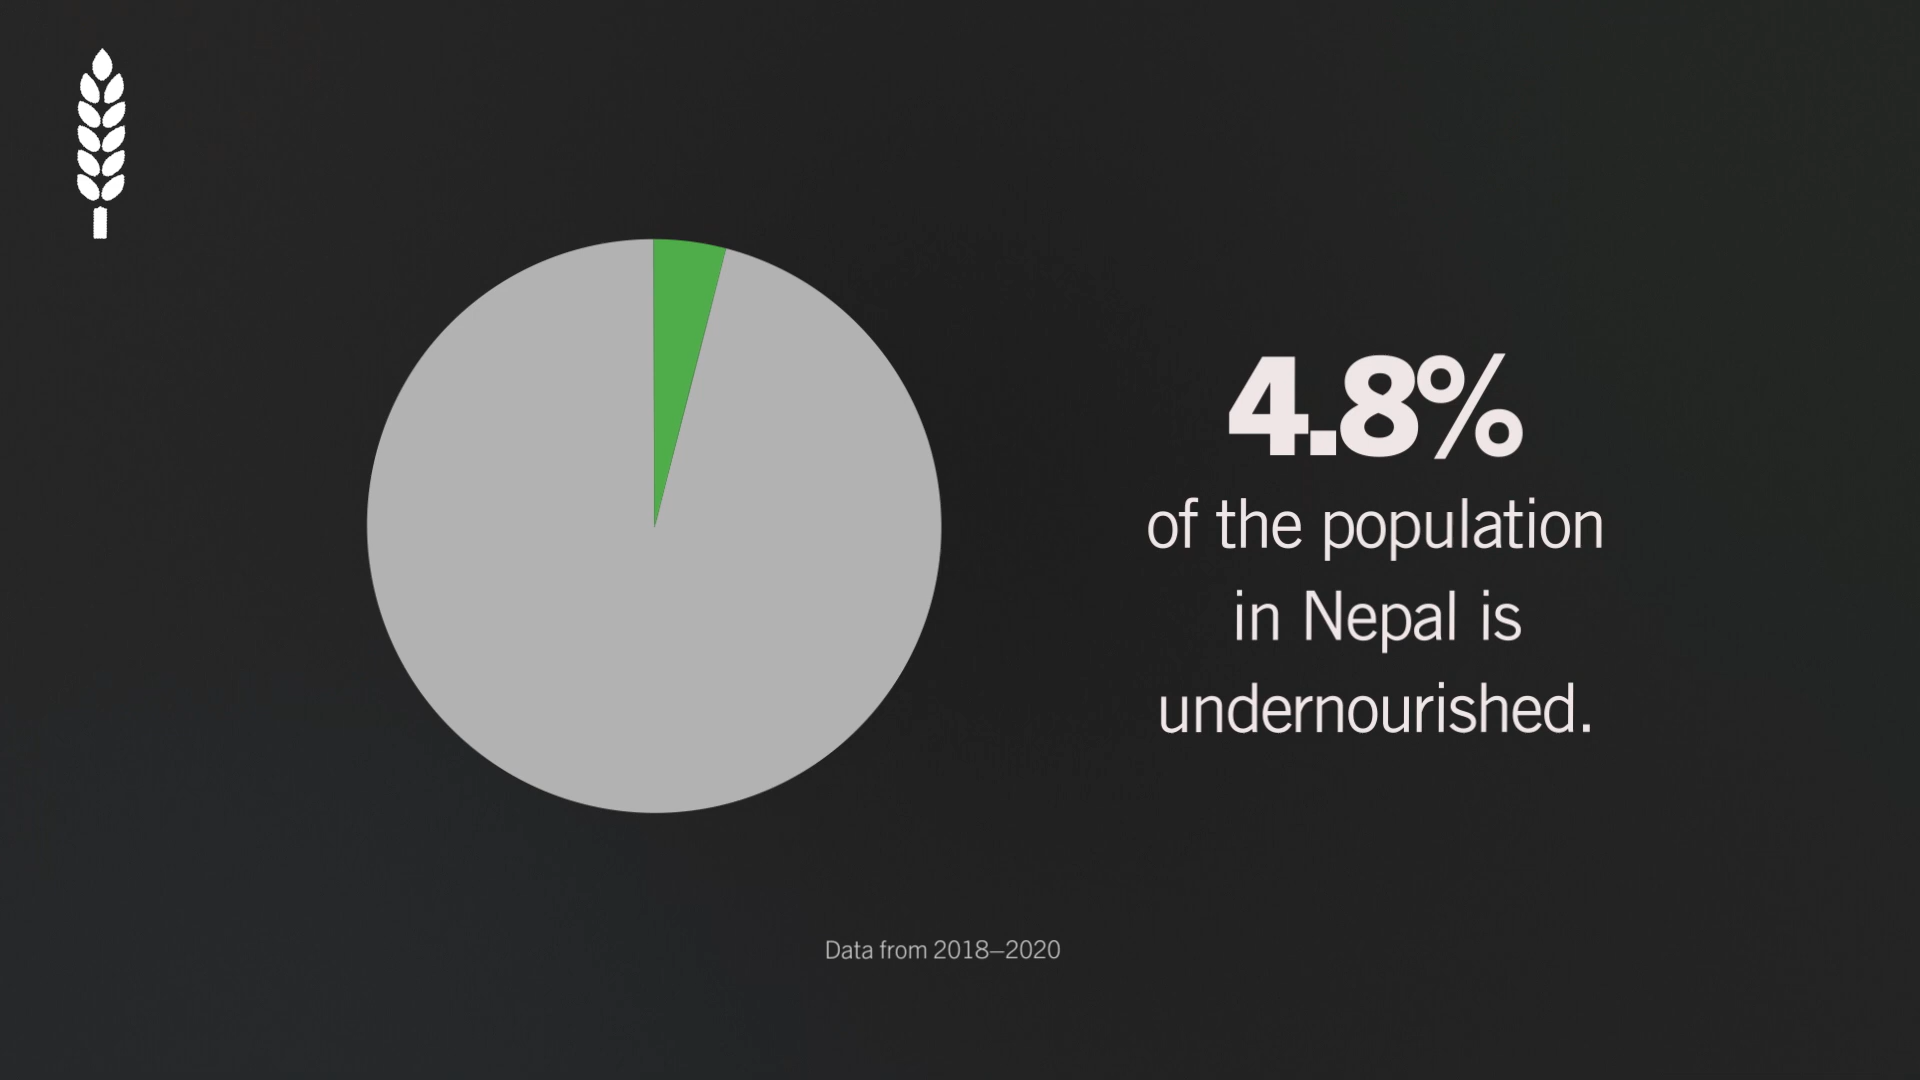 4.8%
of the population
in Nepal is
undernourished.
Data from 2018–2020